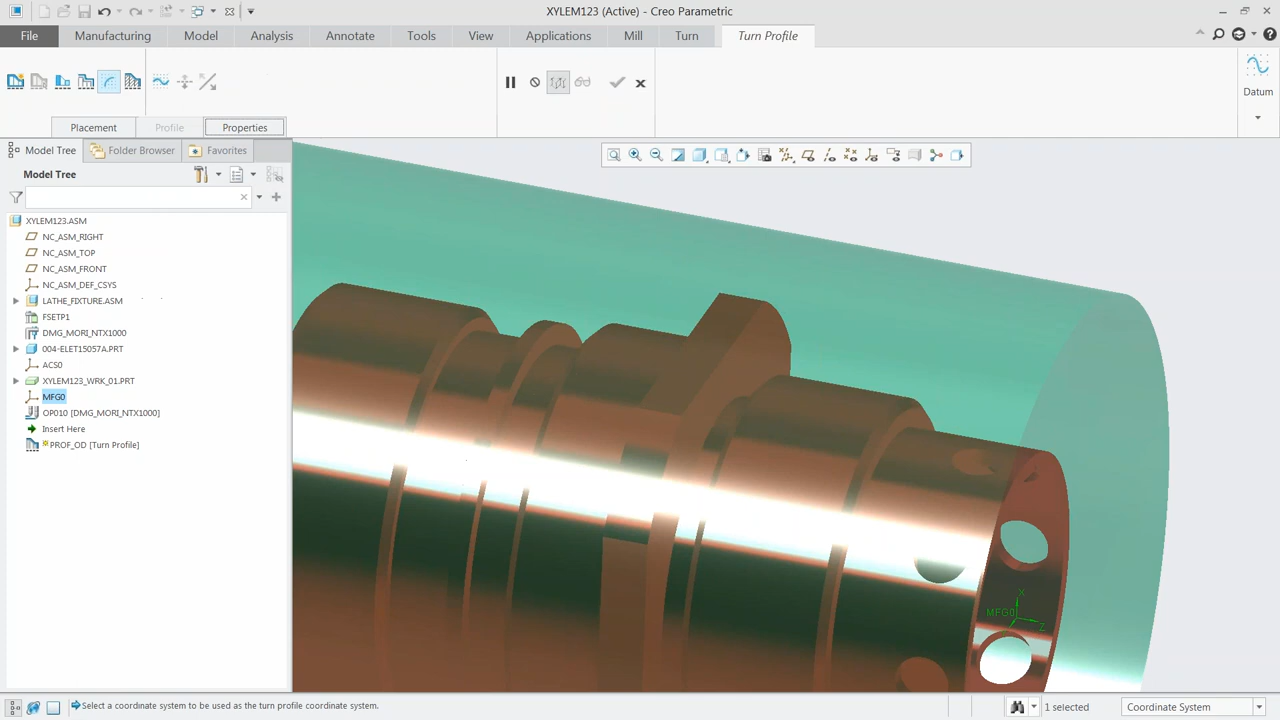 XYLEM123 (Active) - Creo Parametric
File
Manufacturing
Model
Analysis
Annotate
Tools
View
Applications
Mill
Turn
Turn Profile
Datum
Placement
Profile
Properties
Model Tree
Folder Browser
Favorites
Model Tree
XYLEM123.ASM
NC_ASM_RIGHT
NC_ASM_TOP
NC_ASM_FRONT
NC_ASM_DEF_CSYS
LATHE_FIXTURE.ASM
FSETP1
DMG_MORI_NTX1000
004-ELET15057A.PRT
ACS0
XYLEM123_WRK_01.PRT
MFG0
OP010 [DMG_MORI_NTX1000]
Insert Here
PROF_OD [Turn Profile]
X
MFG0
Z
Select a coordinate system to be used as the turn profile coordinate system.
1 selected
Coordinate System